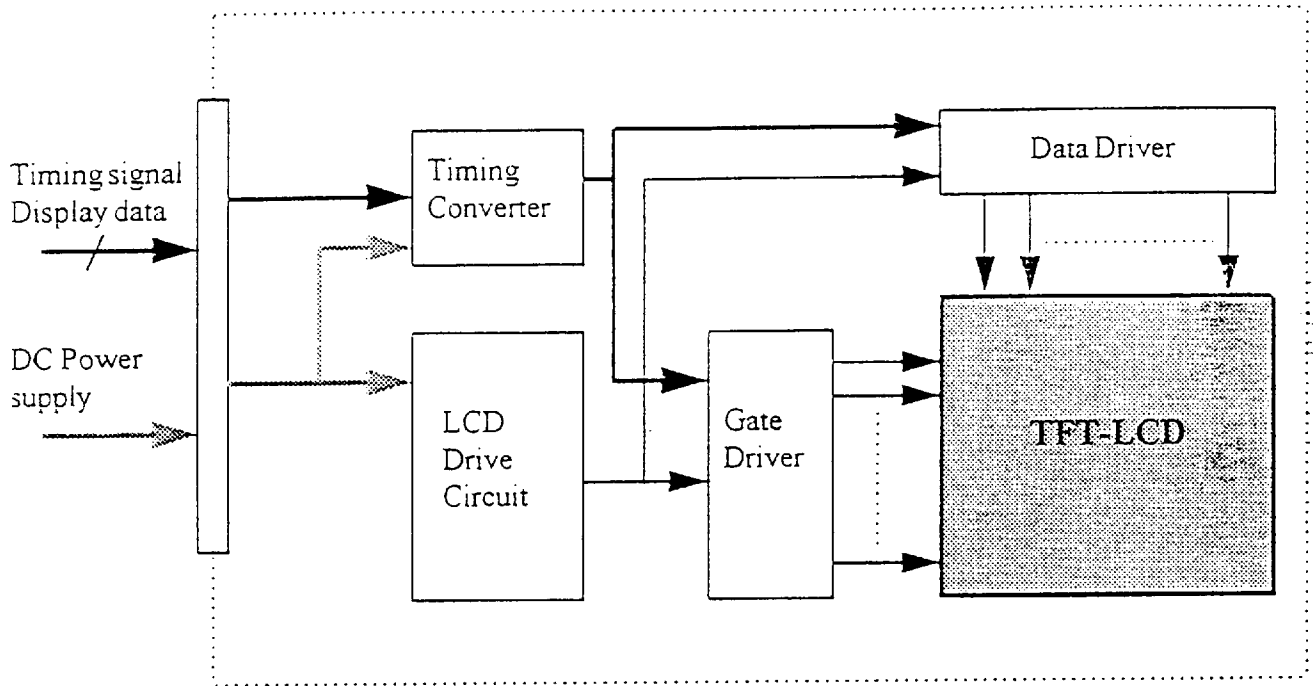 Timing signal
Display data
DC Power
supply
Timing
Converter
LCD
Drive
Circuit
Gate
Driver
Data Driver
TFT-LCD